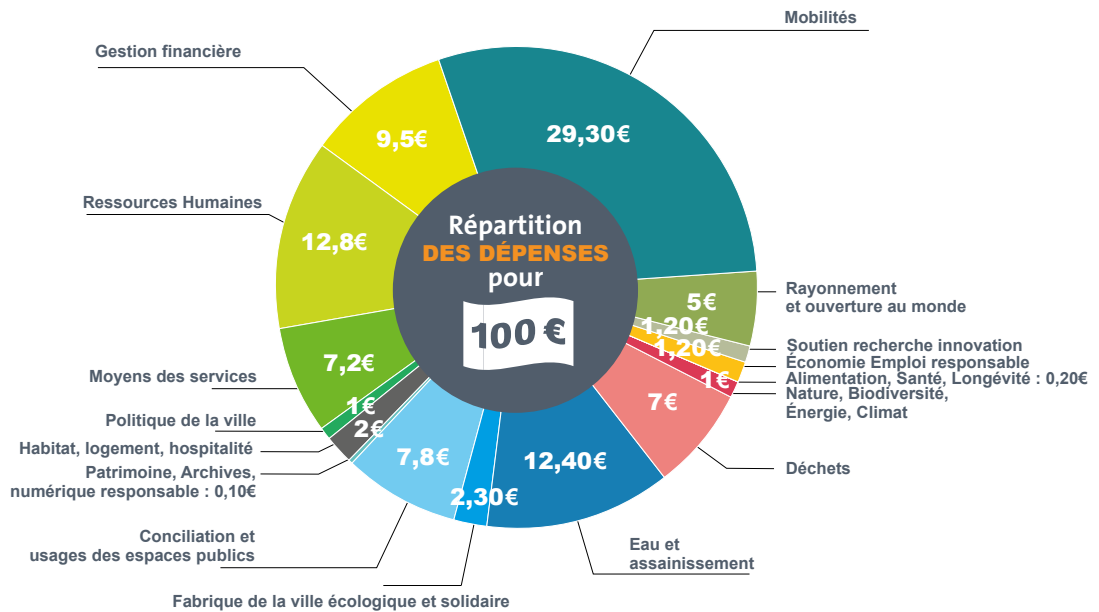 Mobilités
Gestion financière
29,30€
9,5€
Ressources Humaines
12,8€
Répartition
DES DÉPENSES
pour
100 €
Rayonnement
et ouverture au monde
5€
1,20€
Soutien recherche innovation
1,20€
Économie Emploi responsable
Alimentation, Santé, Longévité : 0,20€
1€
Nature, Biodiversité,
Énergie, Climat
7€
Déchets
12,40€
Eau et
assainissement
2,30€
Fabrique de la ville écologique et solidaire
7,8€
Conciliation et
usages des espaces publics
Patrimoine, Archives,
numérique responsable : 0,10€
2€
Habitat, logement, hospitalité
1€
Politique de la ville
7,2€
Moyens des services